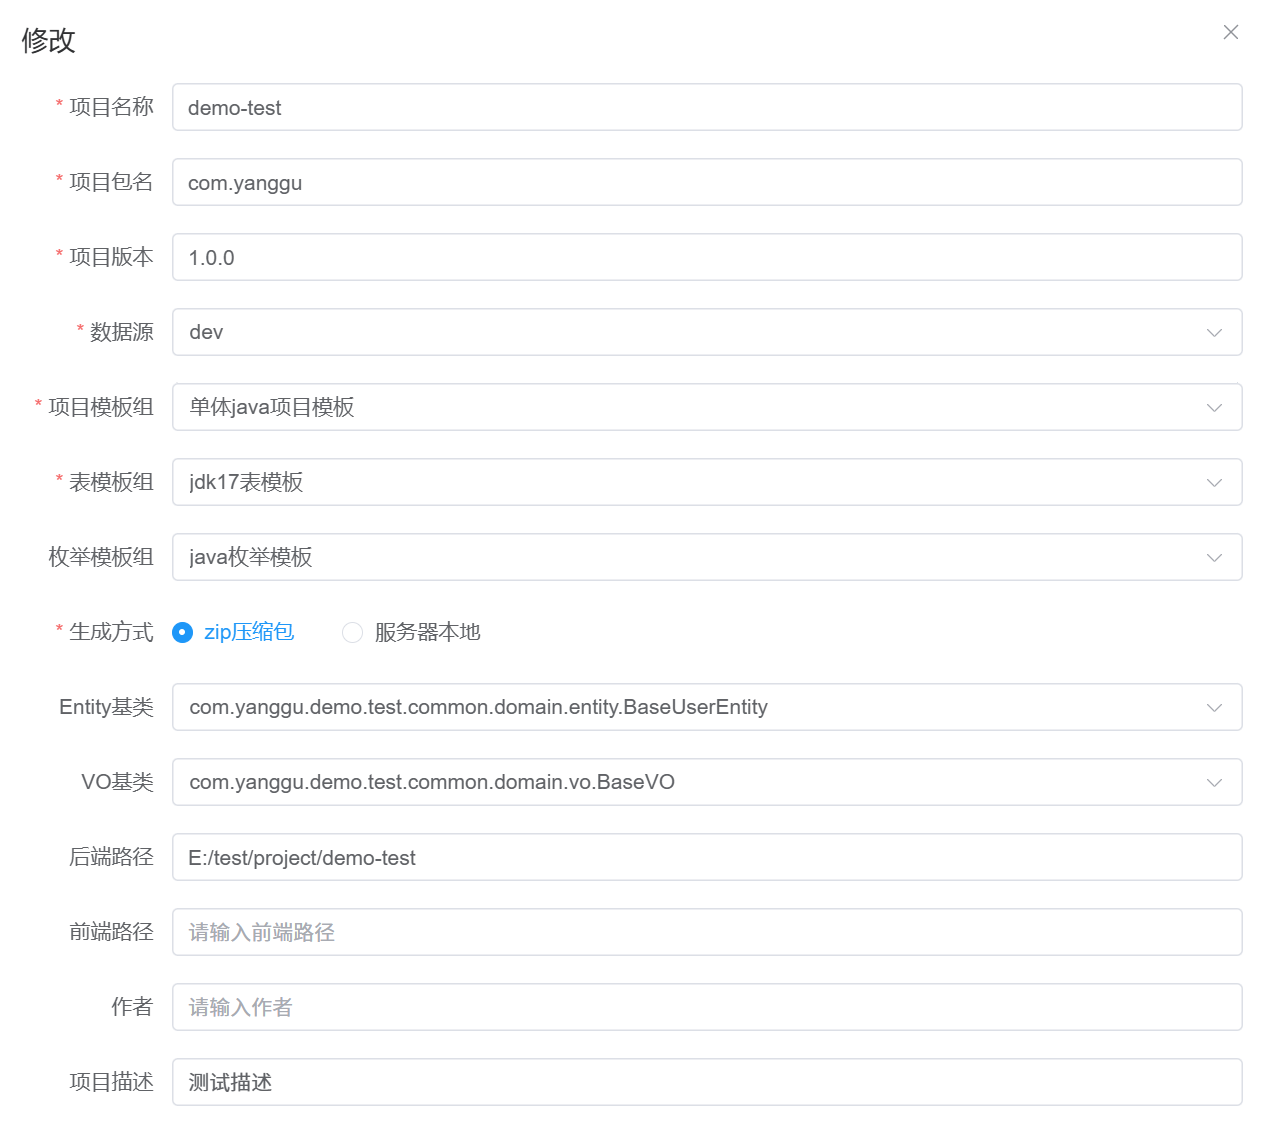 修改
* 项目名称 demo-test
* 项目包名 com.yanggu
* 项目版本 1.0.0
* 数据源 dev
* 项目模板组 单体java项目模板
* 表模板组 jdk17表模板
枚举模板组 java枚举模板
* 生成方式 zip压缩包 服务器本地
Entity基类 com.yanggu.demo.test.common.domain.entity.BaseUserEntity
VO基类 com.yanggu.demo.test.common.domain.vo.BaseVO
后端路径 E:/test/project/demo-test
前端路径 请输入前端路径
作者 请输入作者
项目描述 测试描述